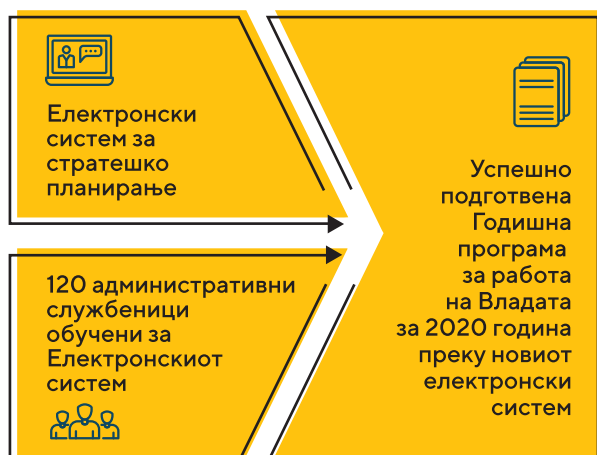 Електронски
систем за
стратешко
планирање
120 административни
службеници
обучени за
Електронскиот
систем
Успешно
подготвена
Годишна
програма
за работа
на Владата
за 2020 година
преку новиот
електронски
систем